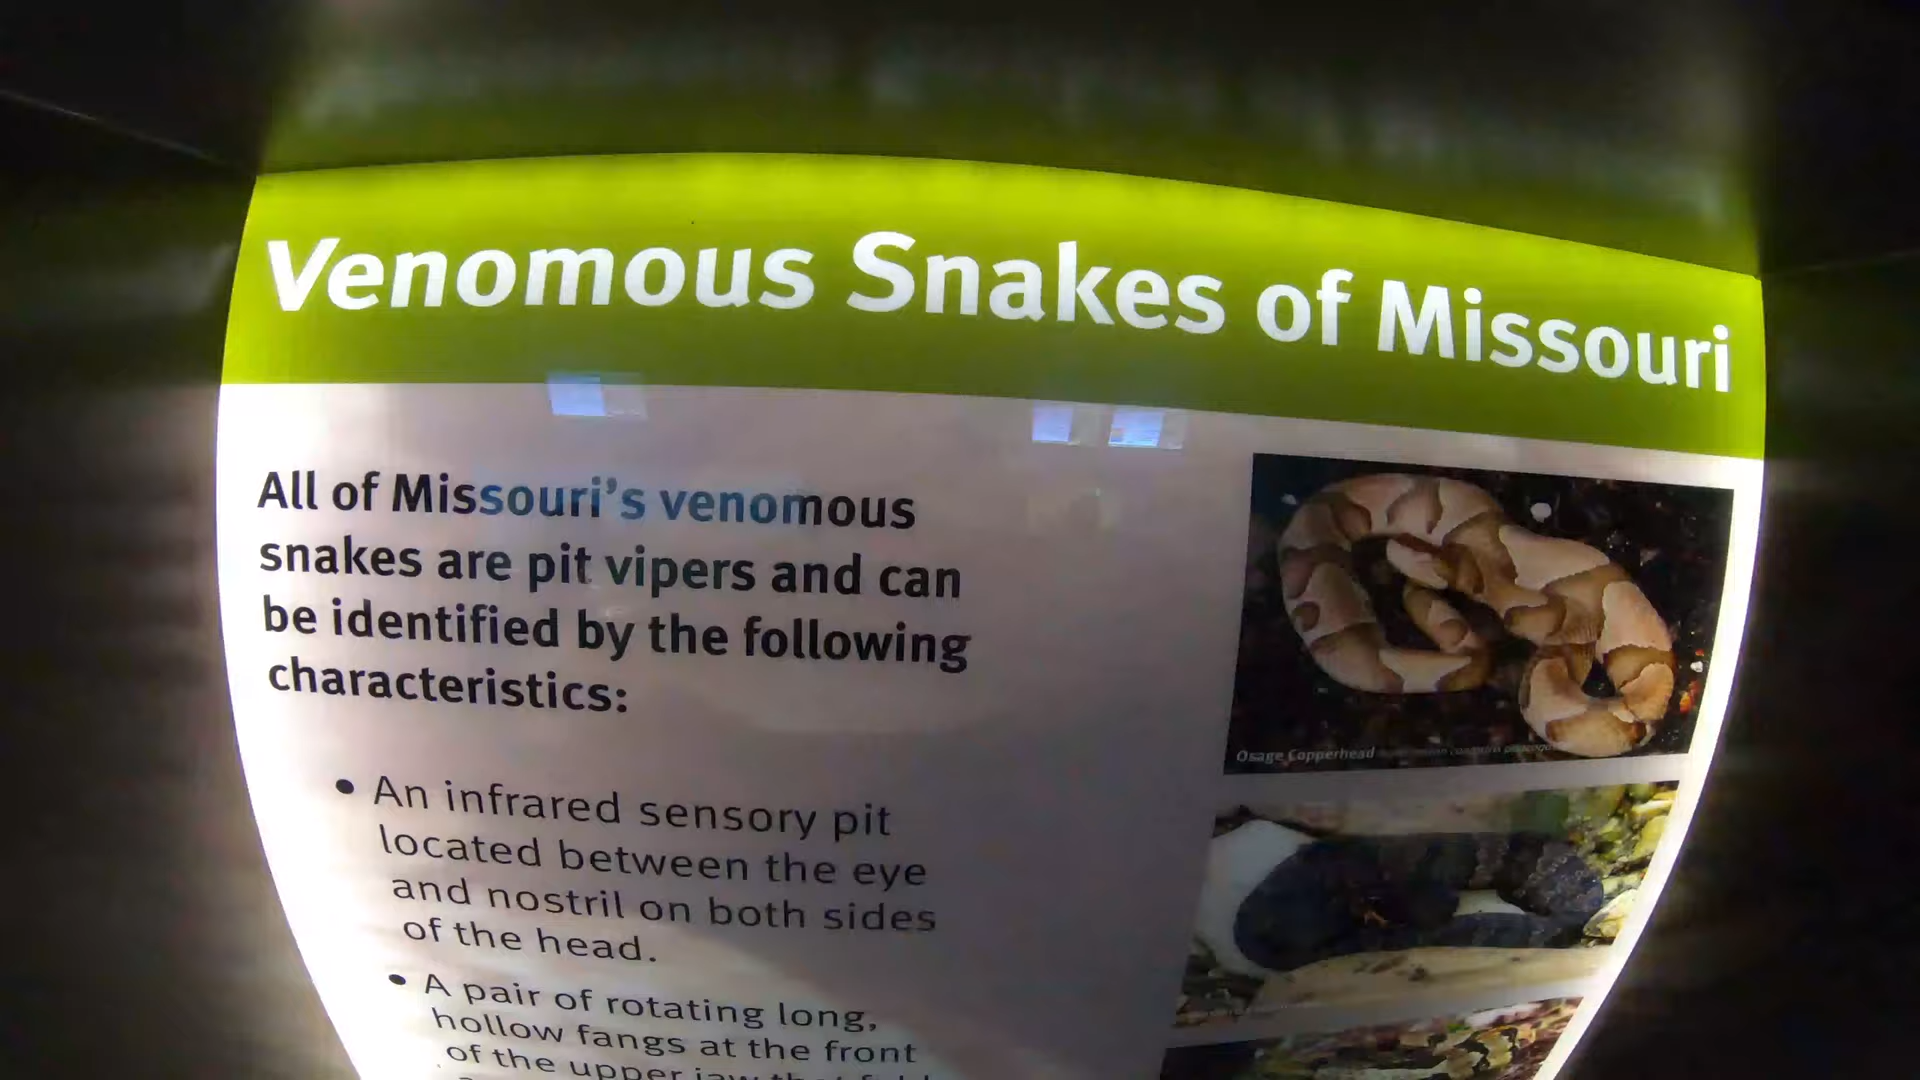 Venomous Snakes of Missouri
All of Missouri's venomous
snakes are pit vipers and can
be identified by the following
characteristics:
• An infrared sensory pit
located between the eye
and nostril on both sides
of the head.
• A pair of rotating long,
hollow fangs at the front
of the upper jaw that
Osage Copperhead